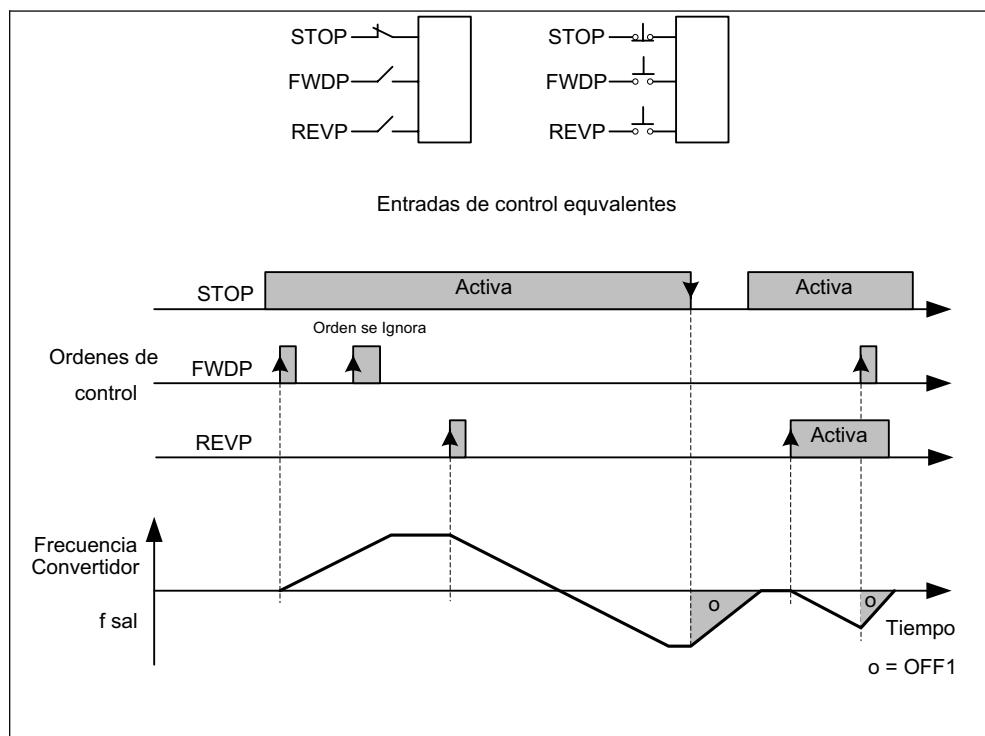 STOP
FWDP
REVP
STOP
FWDP
REVP
Entradas de control equvalentes
STOP
Activa
Activa
Orden se Ignora
Ordenes de
control
FWDP
REVP
Activa
Frecuencia
Convertidor
f sal
o
o
Tiempo
o = OFF1